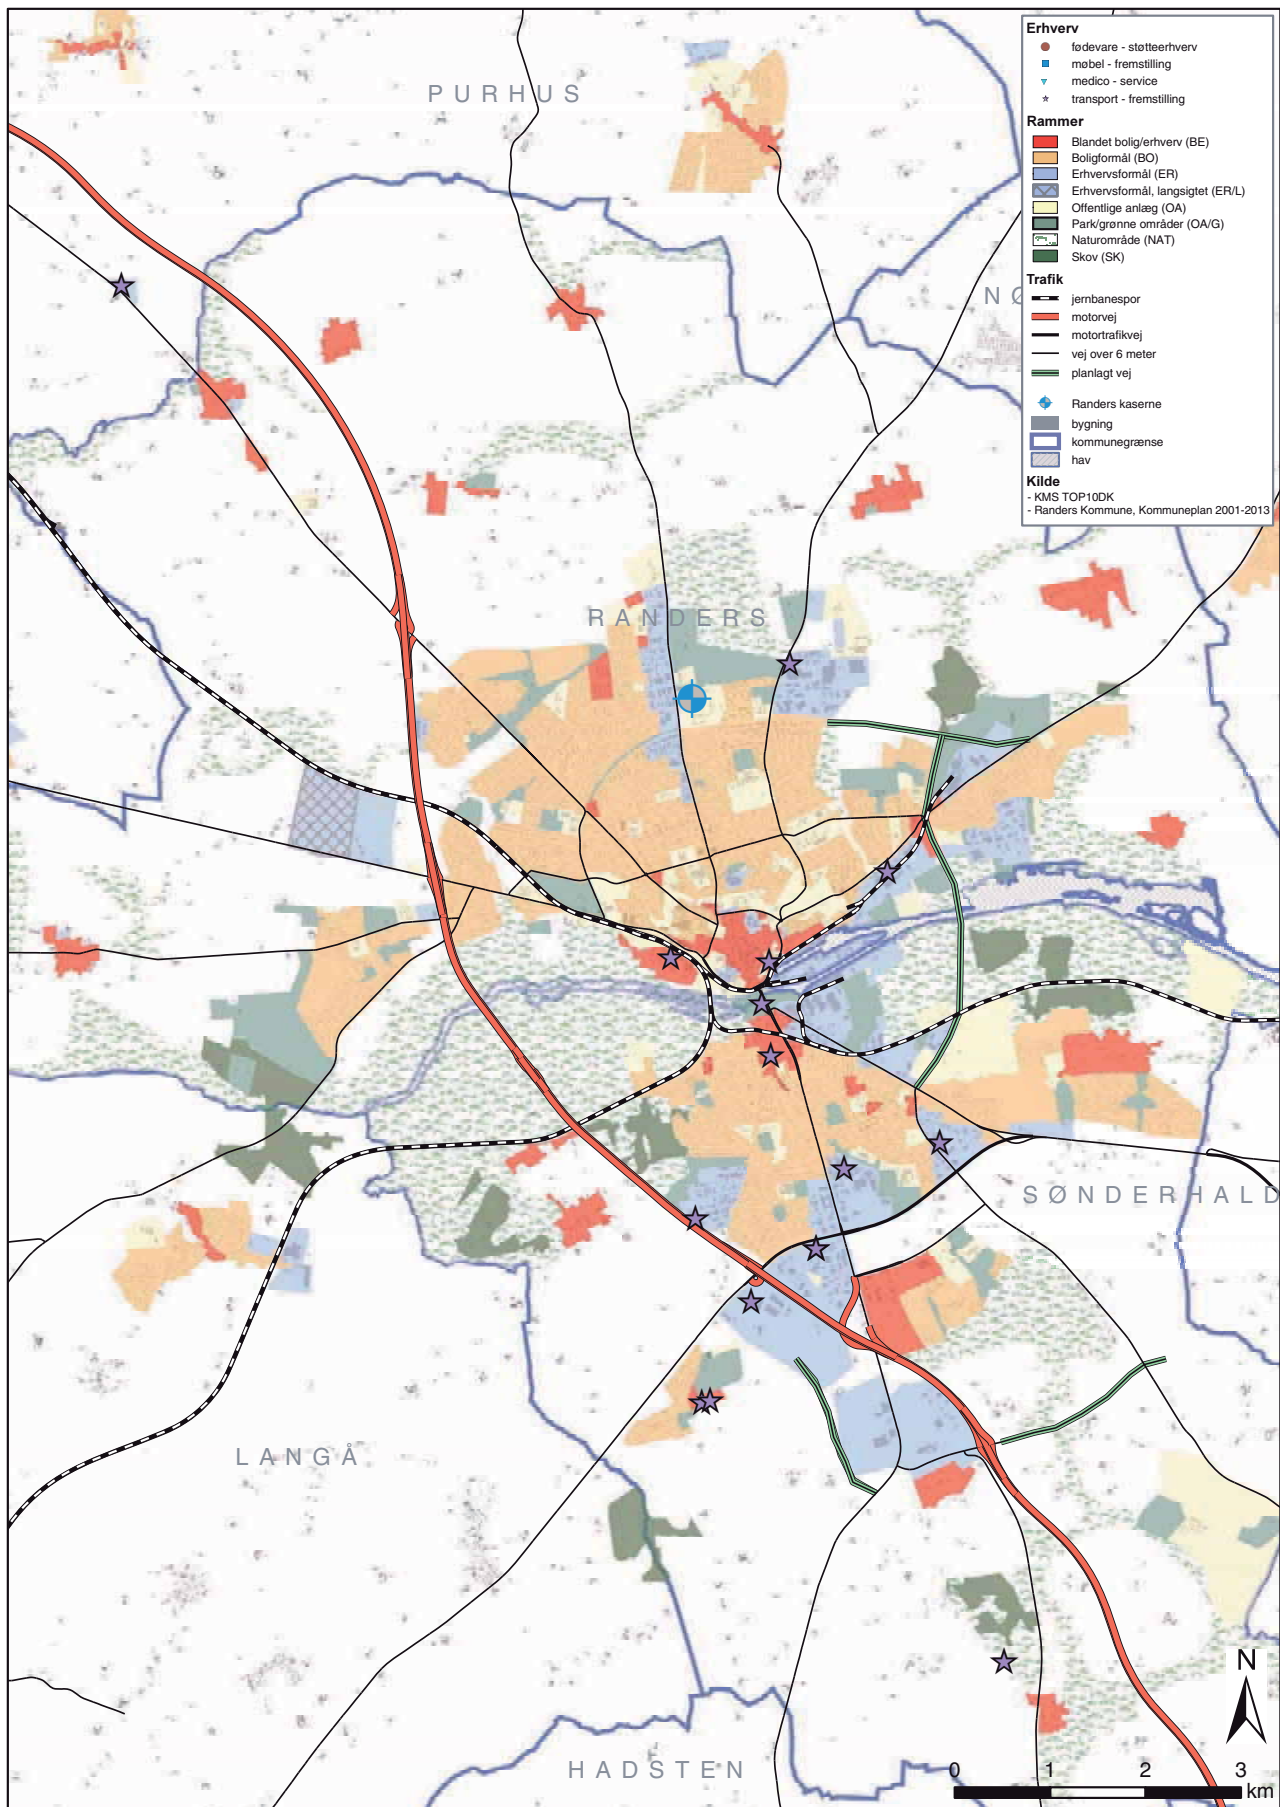 Erhverv
fødevare - støtteerhverv
møbel - fremstilling
medico - service
transport - fremstilling
Rammer
Blandet bolig/erhverv (BE)
Boligformål (BO)
Erhvervsformål (ER)
Erhvervsformål, langsigtet (ER/L)
Offentlige anlæg (OA)
Park/grønne områder (OA/G)
Naturområde (NAT)
Skov (SK)
Trafik
jernbanespor
motorvej
motortrafikvej
vej over 6 meter
planlagt vej
Randers kaserne
bygning
kommunegrænse
hav
Kilde
- KMS TOP10DK
- Randers Kommune, Kommuneplan 2001-2013
PURHUS
NØ
RANDERS
SØNDERHALD
LANGÅ
HADSTEN
N
0 1 2 3
km